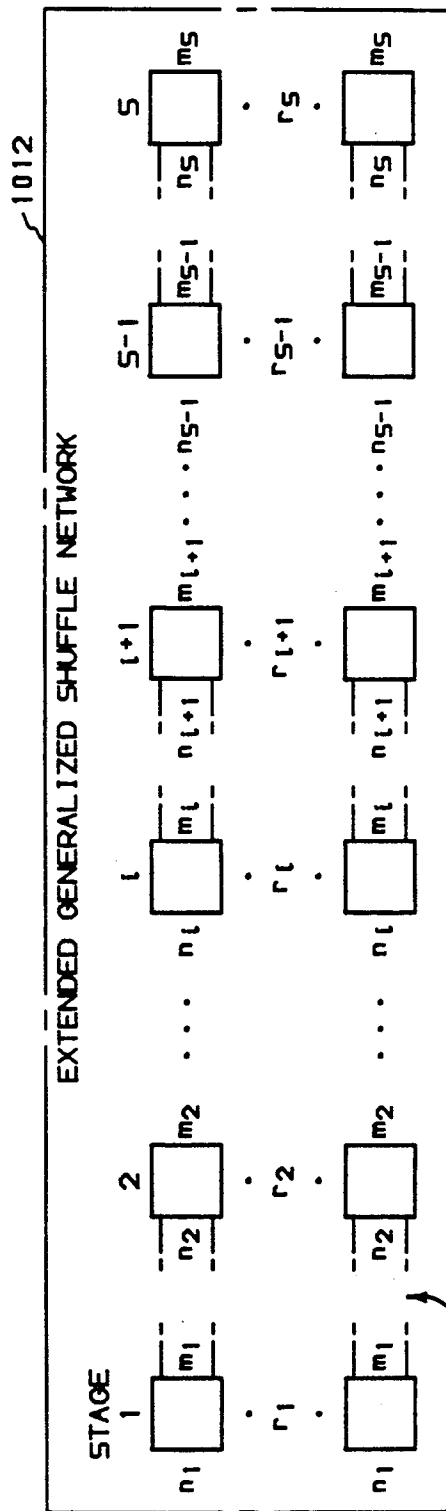 1012
EXTENDED GENERALIZED SHUFFLE NETWORK
STAGE
1 2 i i+1 S-1 S
n1 m1 n2 m2 . . . ni mi ni+1 mi+1 . . . nS-1 mS-1 nS mS
r1 r2 ri ri+1 rS-1 rS
n1 m1 n2 m2 . . . ni mi ni+1 mi+1 . . . nS-1 mS-1 nS mS